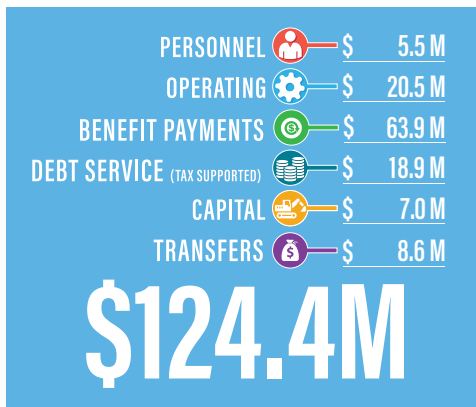 PERSONNEL $ 5.5 M
OPERATING $ 20.5 M
BENEFIT PAYMENTS $ 63.9 M
DEBT SERVICE (TAX SUPPORTED) $ 18.9 M
CAPITAL $ 7.0 M
TRANSFERS $ 8.6 M
$124.4M